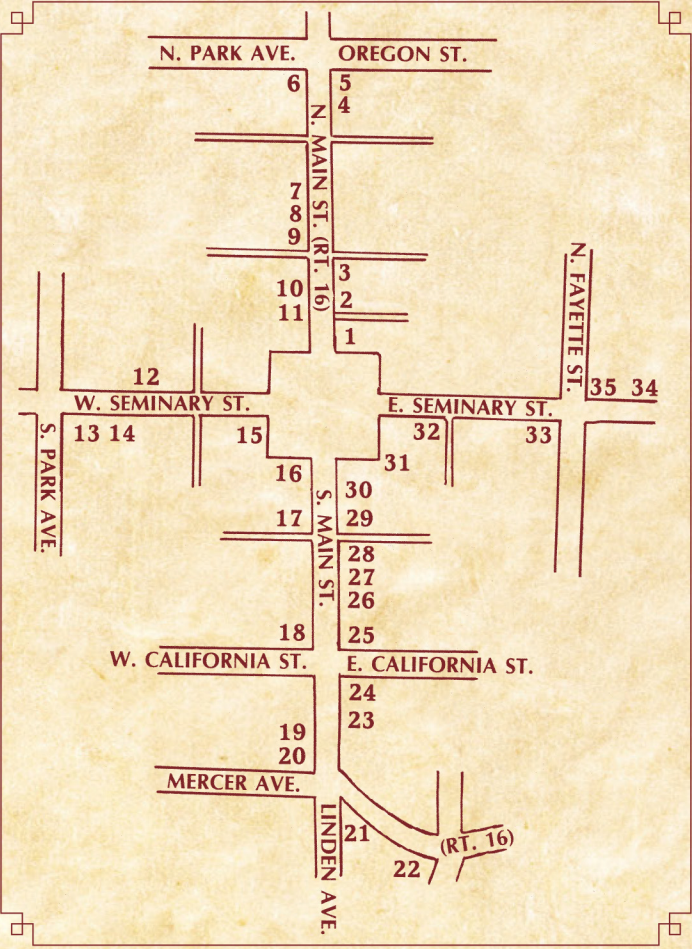 N. PARK AVE. OREGON ST.
6 5
4
N. MAIN ST. (RT. 16)
7
8
9
3
10 2
11
1
N. FAYETTE ST.
12
35 34
W. SEMINARY ST. E. SEMINARY ST.
13 14 15 32 33
S. PARK AVE.
31
16
30
17 29
S. MAIN ST.
28
27
26
18 25
W. CALIFORNIA ST. E. CALIFORNIA ST.
24
23
19
20
MERCER AVE.
LINDEN AVE.
21
(RT. 16)
22